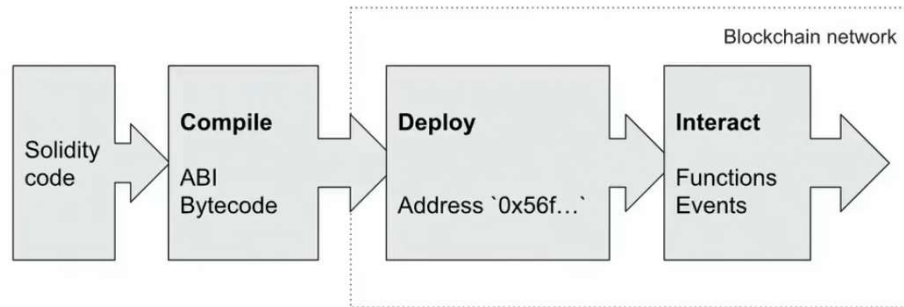 Blockchain network
Solidity
code
Compile
ABI
Bytecode
Deploy
Address `0x56f…`
Interact
Functions
Events